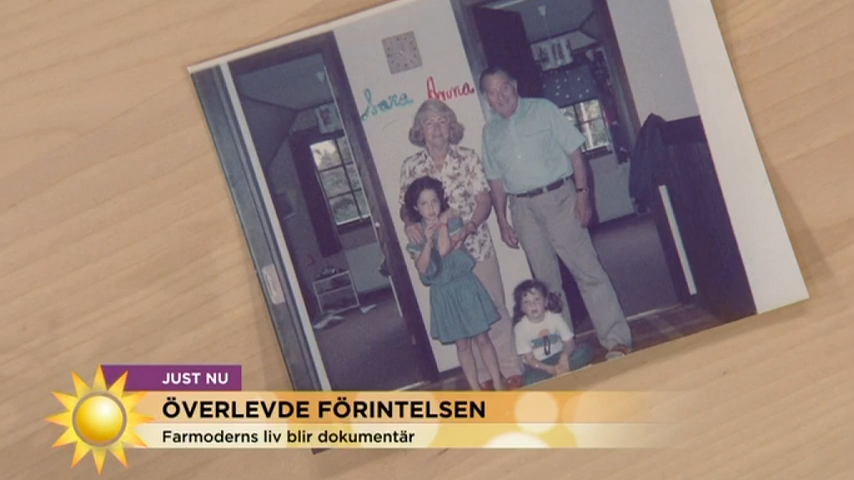 Sara Anna
JUST NU
ÖVERLEVDE FÖRINTELSEN
Farmoderns liv blir dokumentär